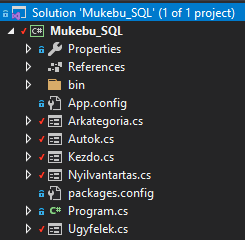 Solution 'Mukebu_SQL' (1 of 1 project)
C# Mukebu_SQL
Properties
References
bin
App.config
Arkategoria.cs
Autok.cs
Kezdo.cs
Nyilvantartas.cs
packages.config
C# Program.cs
Ugyfelek.cs